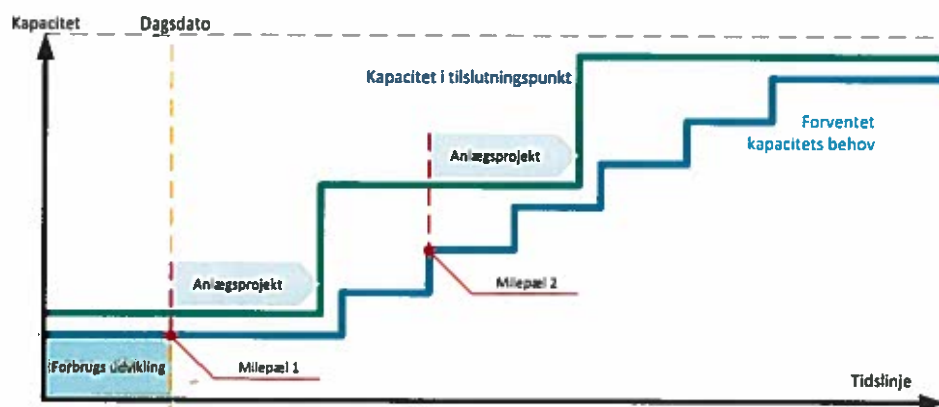 Kapacitet
Dagsdato
Kapacitet i tilslutningspunkt
Forventet
kapacitets behov
Anlægsprojekt
Anlægsprojekt
Milepæl 2
Forbrugs udvikling
Milepæl 1
Tidslinje